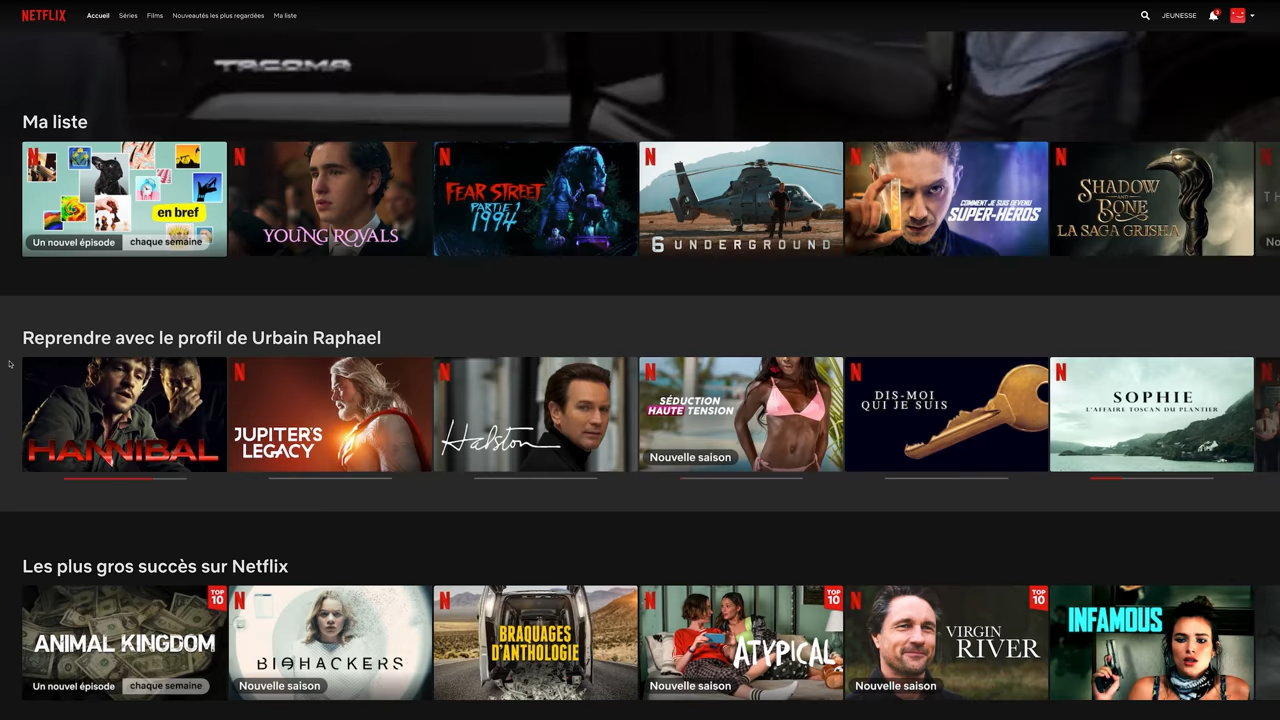 NETFLIX
Accueil
Séries
Films
Nouveautés les plus regardées
Ma liste
JEUNESSE
TACOMA
Ma liste
en bref
Un nouvel épisode
chaque semaine
YOUNG ROYALS
FEAR STREET
PARTIE 1
1994
6 UNDERGROUND
COMMENT JE SUIS DEVENU
SUPER-HÉROS
SHADOW
AND
BONE
LA SAGA GRISHA
Reprendre avec le profil de Urbain Raphael
HANNIBAL
JUPITER'S
LEGACY
Halston
SÉDUCTION
HAUTE TENSION
Nouvelle saison
DIS-MOI
QUI JE SUIS
SOPHIE
L'AFFAIRE TOSCAN DU PLANTIER
Les plus gros succès sur Netflix
TOP
10
ANIMAL KINGDOM
Un nouvel épisode
chaque semaine
BIOHACKERS
Nouvelle saison
BRAQUAGES
D'ANTHOLOGIE
TOP
10
ATYPICAL
Nouvelle saison
TOP
10
VIRGIN
RIVER
Nouvelle saison
INFAMOUS